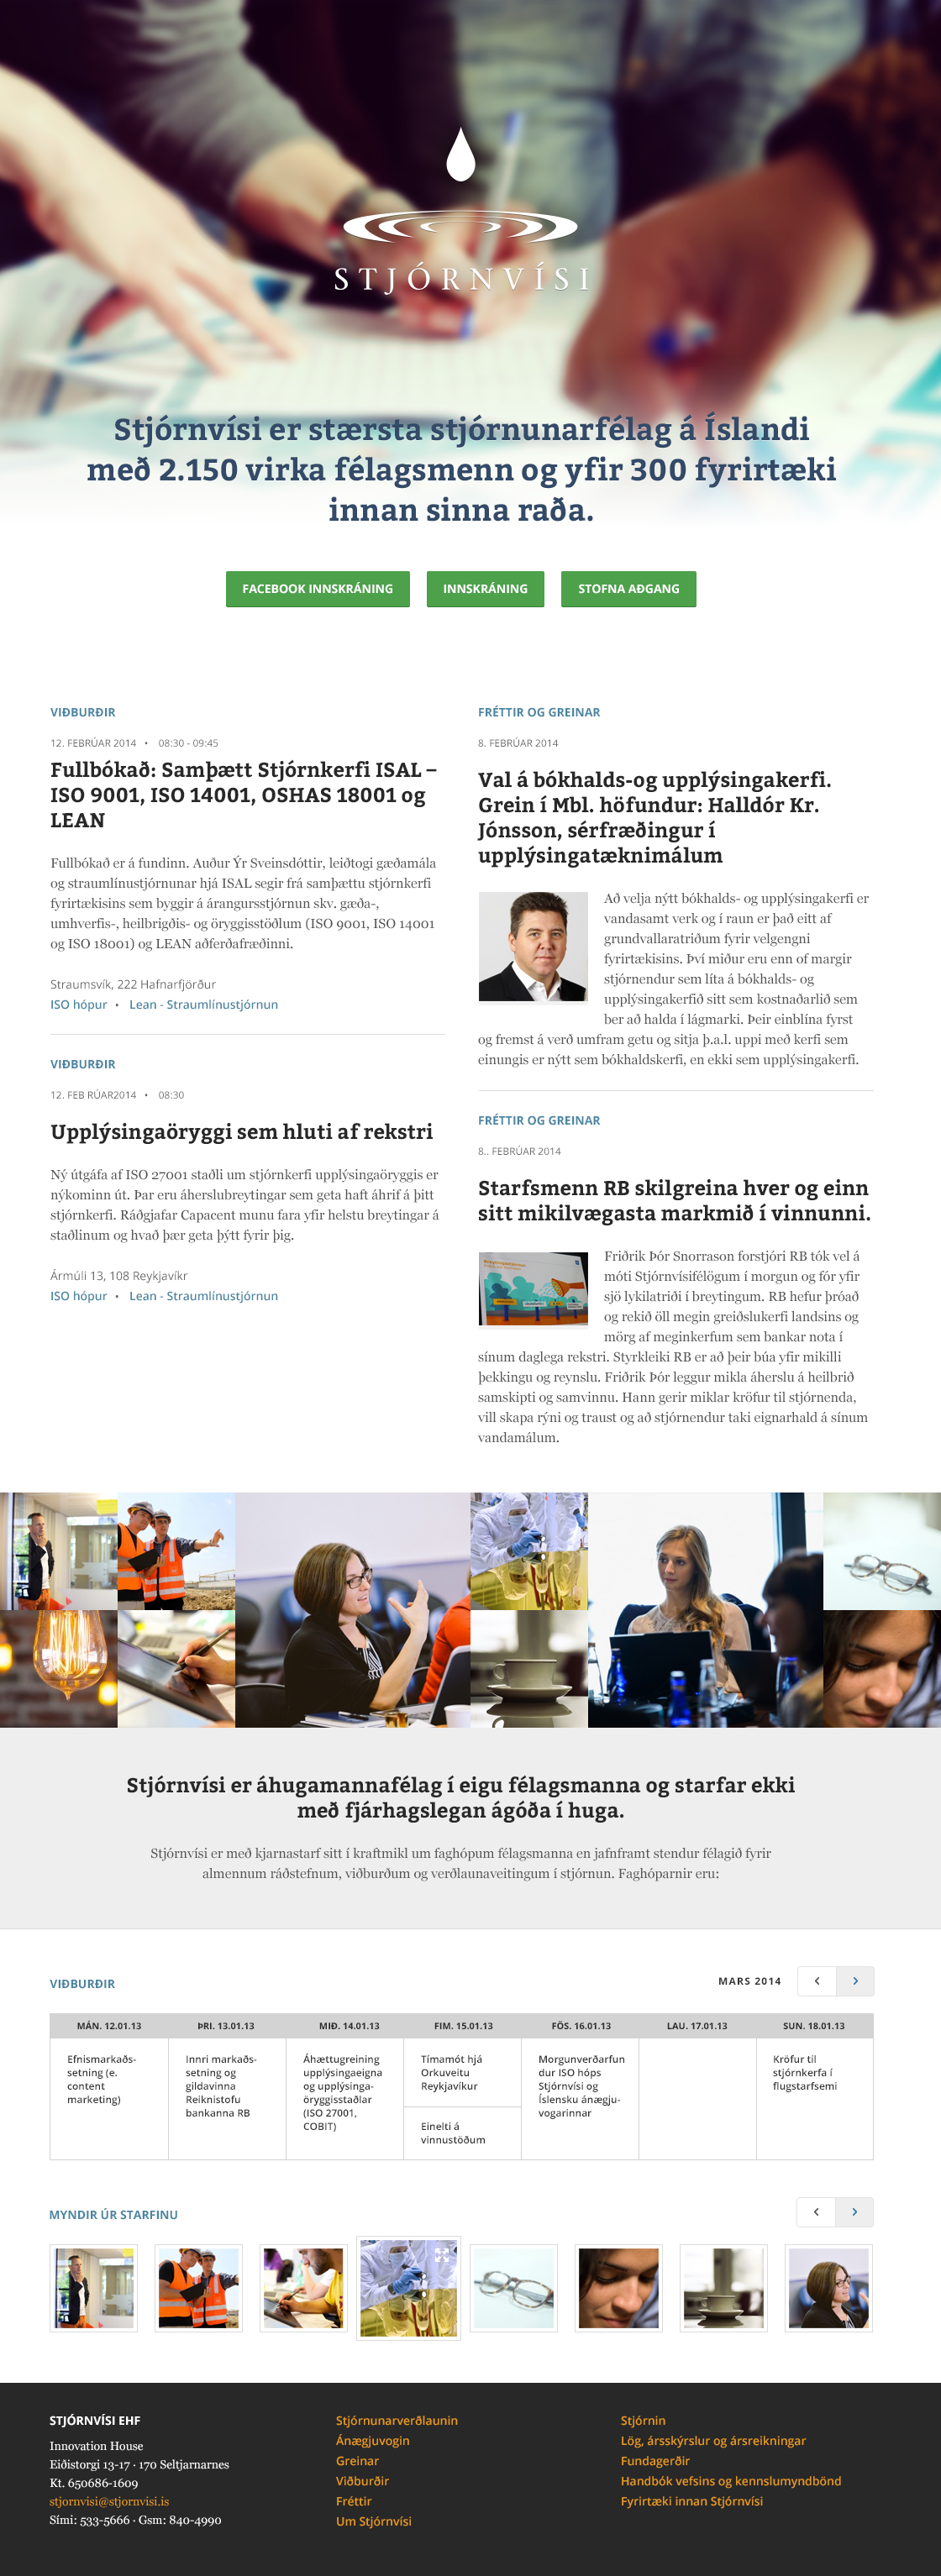 STJÓRNVÍSI
Stjórnvísi er stærsta stjórnunarfélag á Íslandi
með 2.150 virka félagsmenn og yfir 300 fyrirtæki
innan sinna raða.
FACEBOOK INNSKRÁNING
INNSKRÁNING
STOFNA AÐGANG
VIÐBURÐIR
12. FEBRÚAR 2014 • 08:30 - 09:45
Fullbókað: Samþætt Stjórnkerfi ISAL –
ISO 9001, ISO 14001, OSHAS 18001 og
LEAN
Fullbókað er á fundinn. Auður Ýr Sveinsdóttir, leiðtogi gæðamála
og straumlínustjórnunar hjá ISAL segir frá samþættu stjórnkerfi
fyrirtækisins sem byggir á árangursstjórnun skv. gæða-,
umhverfis-, heilbrigðis- og öryggisstöðlum (ISO 9001, ISO 14001
og ISO 18001) og LEAN aðferðafræðinni.
Straumsvík, 222 Hafnarfjörður
ISO hópur • Lean - Straumlínustjórnun
VIÐBURÐIR
12. FEB RÚAR2014 • 08:30
Upplýsingaöryggi sem hluti af rekstri
Ný útgáfa af ISO 27001 staðli um stjórnkerfi upplýsingaöryggis er
nýkominn út. Þar eru áherslubreytingar sem geta haft áhrif á þitt
stjórnkerfi. Ráðgjafar Capacent munu fara yfir helstu breytingar á
staðlinum og hvað þær geta þýtt fyrir þig.
Ármúli 13, 108 Reykjavíkr
ISO hópur • Lean - Straumlínustjórnun
FRÉTTIR OG GREINAR
8. FEBRÚAR 2014
Val á bókhalds-og upplýsingakerfi.
Grein í Mbl. höfundur: Halldór Kr.
Jónsson, sérfræðingur í
upplýsingatæknimálum
Að velja nýtt bókhalds- og upplýsingakerfi er
vandasamt verk og í raun er það eitt af
grundvallaratriðum fyrir velgengni
fyrirtækisins. Því miður eru enn of margir
stjórnendur sem líta á bókhalds- og
upplýsingakerfið sitt sem kostnaðarlið sem
ber að halda í lágmarki. Þeir einblína fyrst
og fremst á verð umfram getu og sitja þ.a.l. uppi með kerfi sem
einungis er nýtt sem bókhaldskerfi, en ekki sem upplýsingakerfi.
FRÉTTIR OG GREINAR
8.. FEBRÚAR 2014
Starfsmenn RB skilgreina hver og einn
sitt mikilvægasta markmið í vinnunni.
Friðrik Þór Snorrason forstjóri RB tók vel á
móti Stjórnvísifélögum í morgun og fór yfir
sjö lykilatriði í breytingum. RB hefur þróað
og rekið öll megin greiðslukerfi landsins og
mörg af meginkerfum sem bankar nota í
sínum daglega rekstri. Styrkleiki RB er að þeir búa yfir mikilli
þekkingu og reynslu. Friðrik Þór leggur mikla áherslu á heilbrið
samskipti og samvinnu. Hann gerir miklar kröfur til stjórnenda,
vill skapa rýni og traust og að stjórnendur taki eignarhald á sínum
vandamálum.
Stjórnvísi er áhugamannafélag í eigu félagsmanna og starfar ekki
með fjárhagslegan ágóða í huga.
Stjórnvísi er með kjarnastarf sitt í kraftmikl um faghópum félagsmanna en jafnframt stendur félagið fyrir
almennum ráðstefnum, viðburðum og verðlaunaveitingum í stjórnun. Faghóparnir eru:
VIÐBURÐIR
MARS 2014
MÁN. 12.01.13
ÞRI. 13.01.13
MIÐ. 14.01.13
FIM. 15.01.13
FÖS. 16.01.13
LAU. 17.01.13
SUN. 18.01.13
Efnismarkaðs-
setning (e.
content
marketing)
Innri markaðs-
setning og
gildavinna
Reiknistofu
bankanna RB
Áhættugreining
upplýsingaeigna
og upplýsinga-
öryggisstaðlar
(ISO 27001,
COBIT)
Tímamót hjá
Orkuveitu
Reykjavíkur
Einelti á
vinnustöðum
Morgunverðarfun
dur ISO hóps
Stjórnvísi og
Íslensku ánægju-
vogarinnar
Kröfur til
stjórnkerfa í
flugstarfsemi
MYNDIR ÚR STARFINU
STJÓRNVÍSI EHF
Innovation House
Eiðistorgi 13-17 · 170 Seltjarnarnes
Kt. 650686-1609
stjornvisi@stjornvisi.is
Sími: 533-5666 · Gsm: 840-4990
Stjórnunarverðlaunin
Ánægjuvogin
Greinar
Viðburðir
Fréttir
Um Stjórnvísi
Stjórnin
Lög, ársskýrslur og ársreikningar
Fundagerðir
Handbók vefsins og kennslumyndbönd
Fyrirtæki innan Stjórnvísi